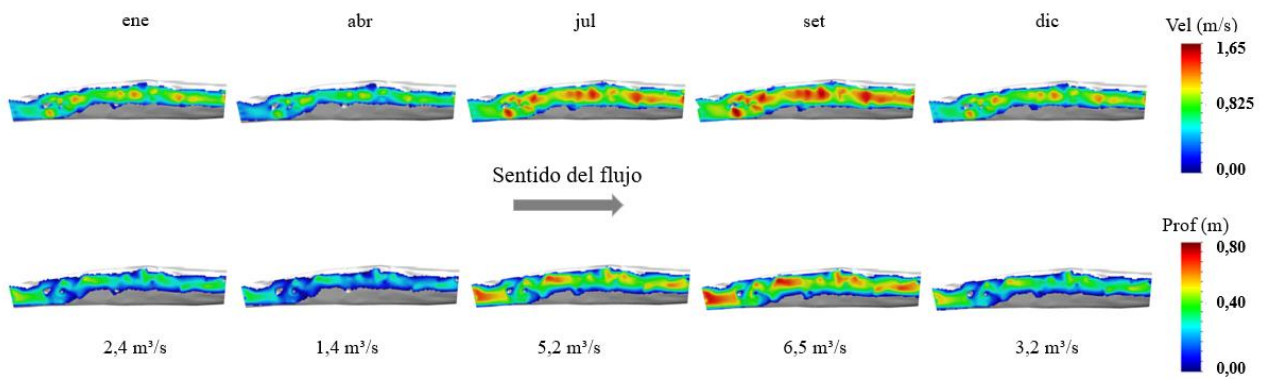 ene
abr
jul
set
dic
Vel (m/s)
1,65
0,825
0,00
Sentido del flujo
Prof (m)
0,80
0,40
0,00
2,4 m³/s
1,4 m³/s
5,2 m³/s
6,5 m³/s
3,2 m³/s